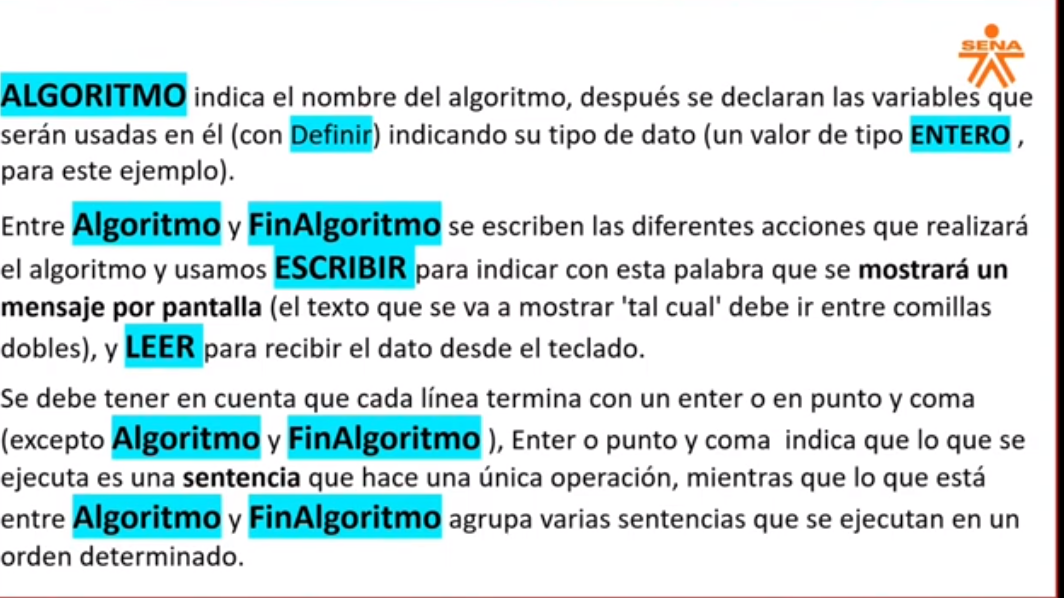 SENA
ALGORITMO indica el nombre del algoritmo, después se declaran las variables que
serán usadas en él (con Definir) indicando su tipo de dato (un valor de tipo ENTERO ,
para este ejemplo).
Entre Algoritmo y FinAlgoritmo se escriben las diferentes acciones que realizará
el algoritmo y usamos ESCRIBIR para indicar con esta palabra que se mostrará un
mensaje por pantalla (el texto que se va a mostrar 'tal cual' debe ir entre comillas
dobles), y LEER para recibir el dato desde el teclado.
Se debe tener en cuenta que cada línea termina con un enter o en punto y coma
(excepto Algoritmo y FinAlgoritmo ), Enter o punto y coma  indica que lo que se
ejecuta es una sentencia que hace una única operación, mientras que lo que está
entre Algoritmo y FinAlgoritmo agrupa varias sentencias que se ejecutan en un
orden determinado.